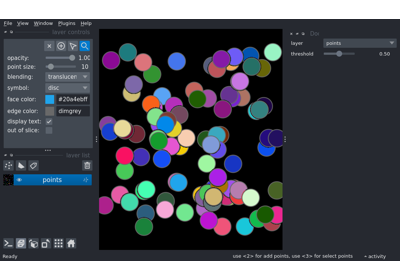 File View Window Plugins Help
layer controls
opacity: 1.00
point size: 10
blending: translucen
symbol: disc
face color: #20a4ebff
edge color: dimgrey
display text:
out of slice:
layer list
points
layer points
threshold 0.50
Ready use <2> for add points, use <3> for select points activity